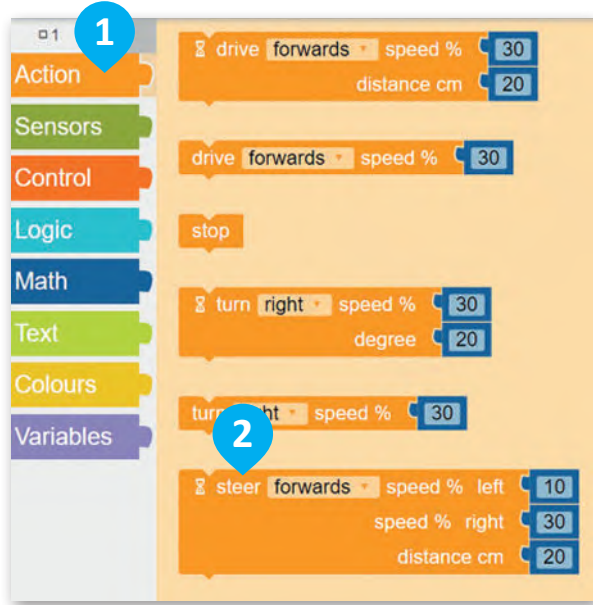 1
1
Action
Sensors
Control
Logic
Math
Text
Colours
Variables
drive forwards speed % 30
distance cm 20
drive forwards speed % 30
stop
turn right speed % 30
degree 20
speed % 30
2
steer forwards speed % left 10
speed % right 30
distance cm 20